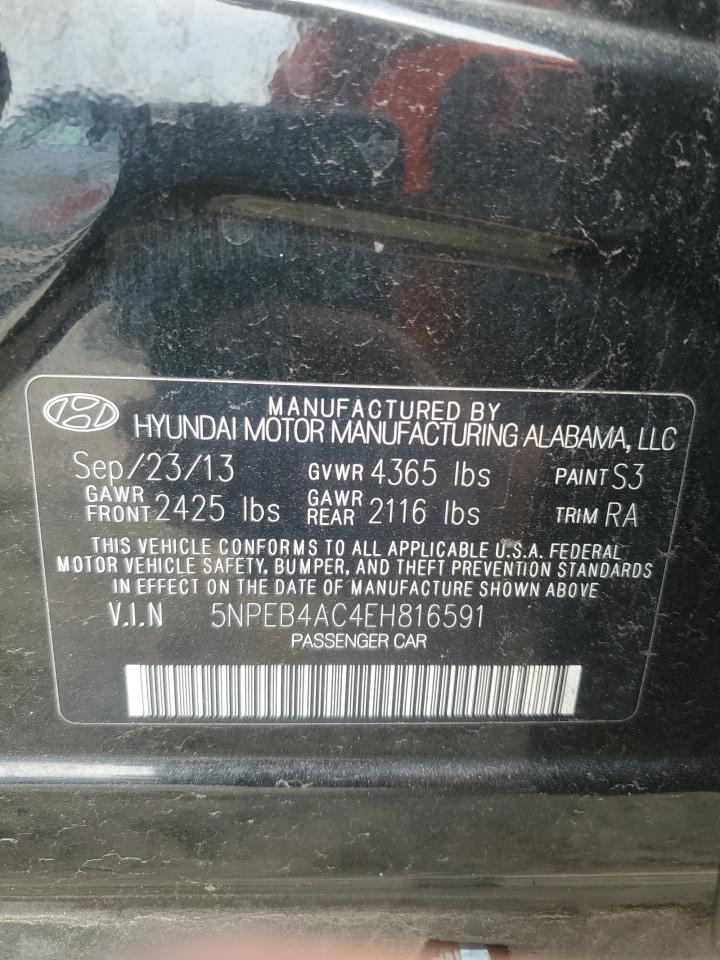 MANUFACTURED BY
HYUNDAI MOTOR MANUFACTURING ALABAMA, LLC
Sep/23/13 GVWR 4365 lbs PAINT S3
GAWR FRONT 2425 lbs GAWR REAR 2116 lbs TRIM RA
THIS VEHICLE CONFORMS TO ALL APPLICABLE U.S.A. FEDERAL
MOTOR VEHICLE SAFETY, BUMPER, AND THEFT PREVENTION STANDARDS
IN EFFECT ON THE DATE OF MANUFACTURE SHOWN ABOVE
V.I.N 5NPEB4AC4EH816591
PASSENGER CAR